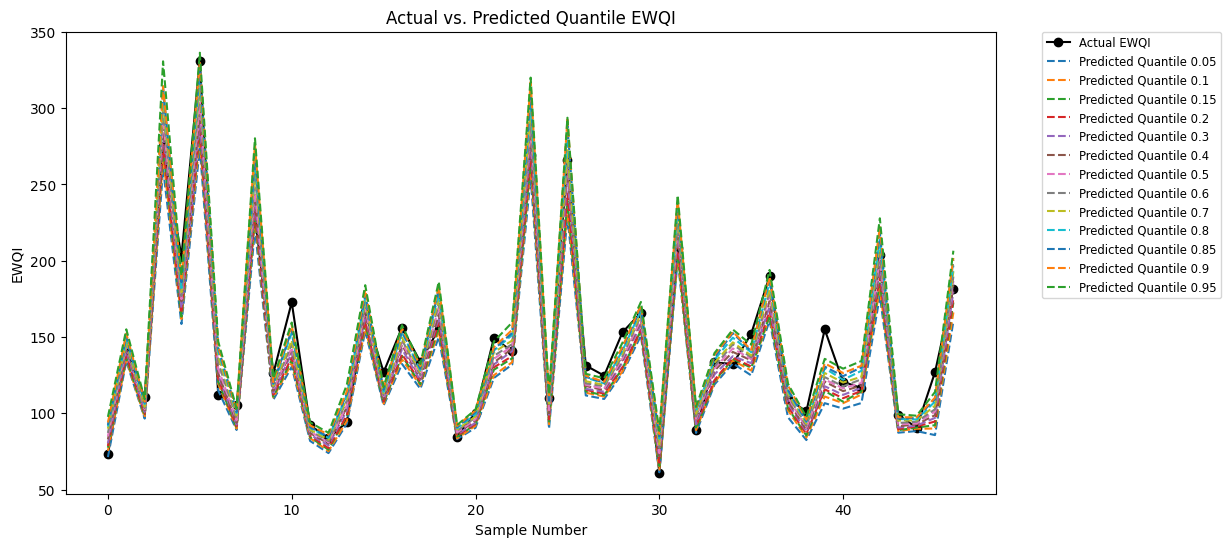 Actual vs. Predicted Quantile EWQI
350
300
250
200
150
100
50
EWQI
0
10
20
30
40
Sample Number
Actual EWQI
Predicted Quantile 0.05
Predicted Quantile 0.1
Predicted Quantile 0.15
Predicted Quantile 0.2
Predicted Quantile 0.3
Predicted Quantile 0.4
Predicted Quantile 0.5
Predicted Quantile 0.6
Predicted Quantile 0.7
Predicted Quantile 0.8
Predicted Quantile 0.85
Predicted Quantile 0.9
Predicted Quantile 0.95